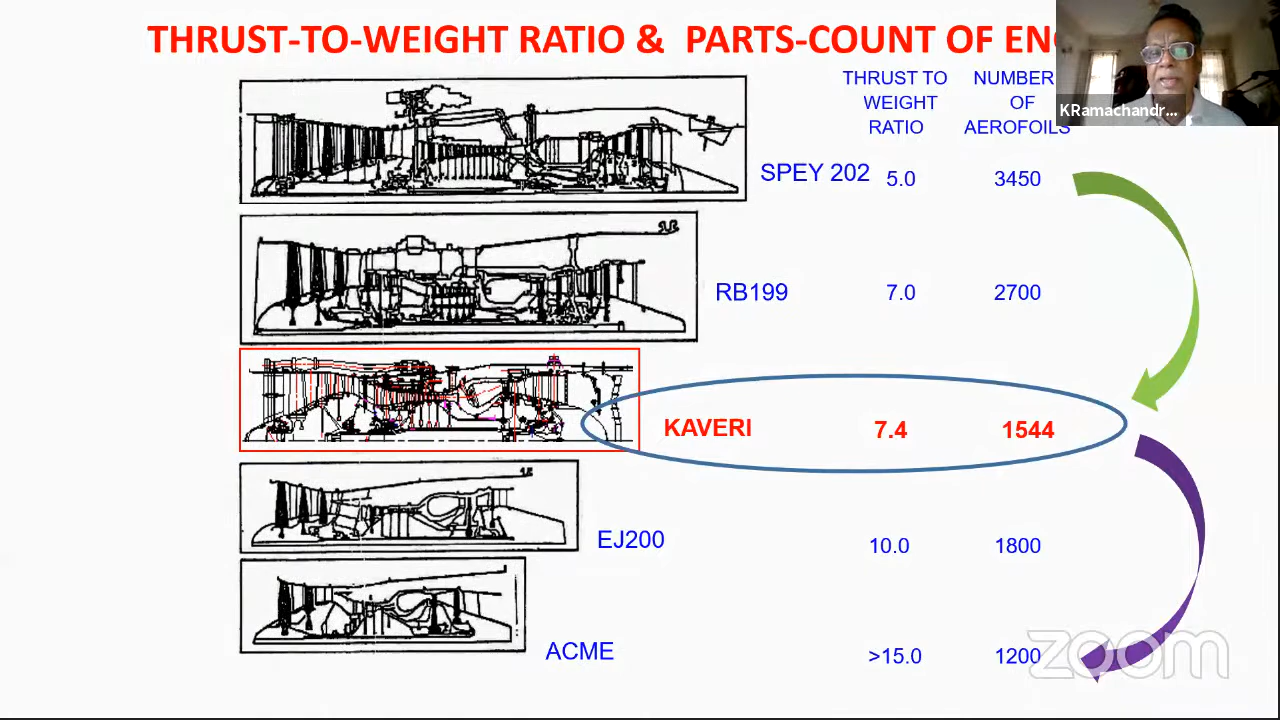 THRUST-TO-WEIGHT RATIO & PARTS-COUNT OF
KRamachandr...
THRUST TO
WEIGHT
RATIO
NUMBER
OF
AEROFOILS
SPEY 202 5.0 3450
RB199 7.0 2700
KAVERI 7.4 1544
EJ200 10.0 1800
ACME >15.0 1200
zoom